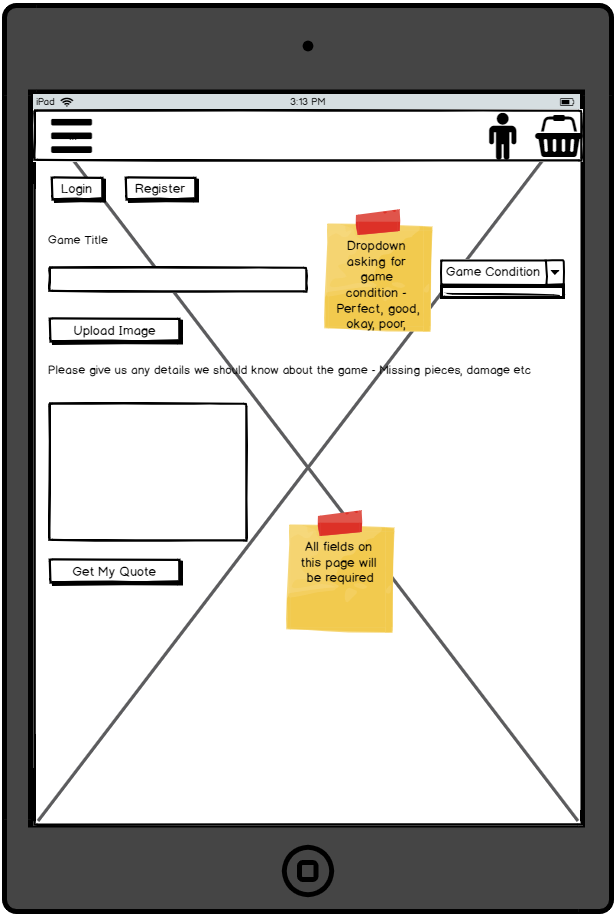 iPad
3:13 PM
Login
Register
Game Title
Dropdown
asking for
game
condition -
Perfect, good,
okay, poor,
Game Condition
Upload Image
Please give us any details we should know about the game - Missing pieces, damage etc
All fields on
this page will
be required
Get My Quote